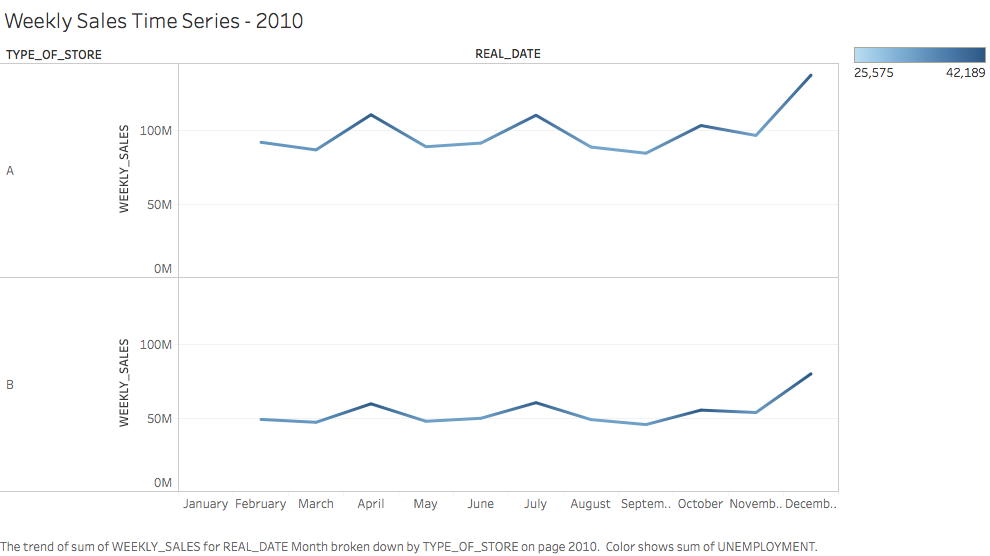 Weekly Sales Time Series - 2010
TYPE_OF_STORE
REAL_DATE
25,575 42,189
A
WEEKLY_SALES
100M
50M
0M
B
WEEKLY_SALES
100M
50M
0M
January February March April May June July August Septem.. October Novemb.. Decemb..
The trend of sum of WEEKLY_SALES for REAL_DATE Month broken down by TYPE_OF_STORE on page 2010.  Color shows sum of UNEMPLOYMENT.